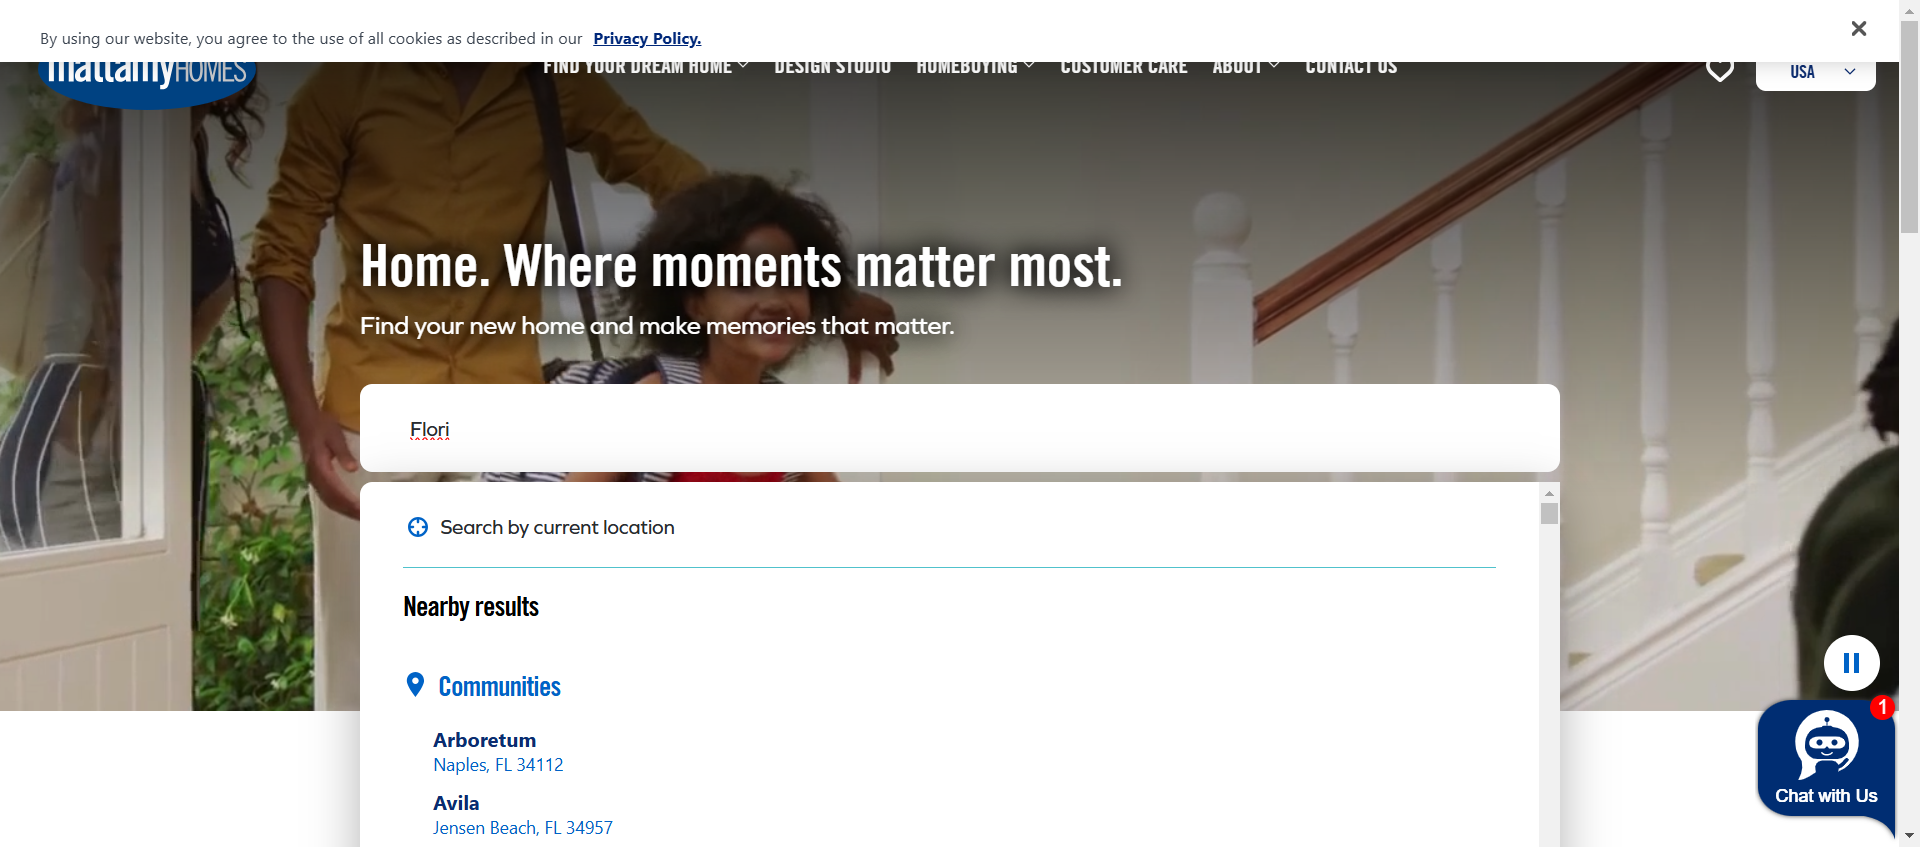 By using our website, you agree to the use of all cookies as described in our Privacy Policy.
mattamyHOMES
FIND YOUR DREAM HOME
DESIGN STUDIO
HOMEBUYING
CUSTOMER CARE
ABOUT
CONTACT US
USA
Home. Where moments matter most.
Find your new home and make memories that matter.
Flori
Search by current location
Nearby results
Communities
Arboretum
Naples, FL 34112
Avila
Jensen Beach, FL 34957
1
Chat with Us